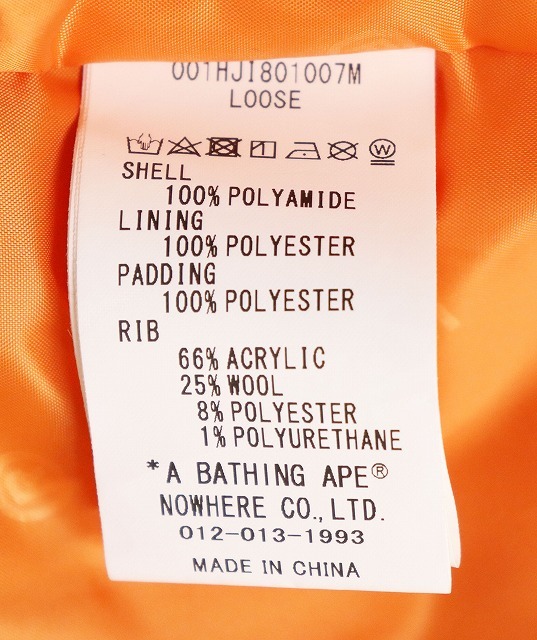 001HJI801007M
LOOSE
W
SHELL
100% POLYAMIDE
LINING
100% POLYESTER
PADDING
100% POLYESTER
RIB
66% ACRYLIC
25% WOOL
8% POLYESTER
1% POLYURETHANE
*A BATHING APE®
NOWHERE CO., LTD.
012-013-1993
MADE IN CHINA